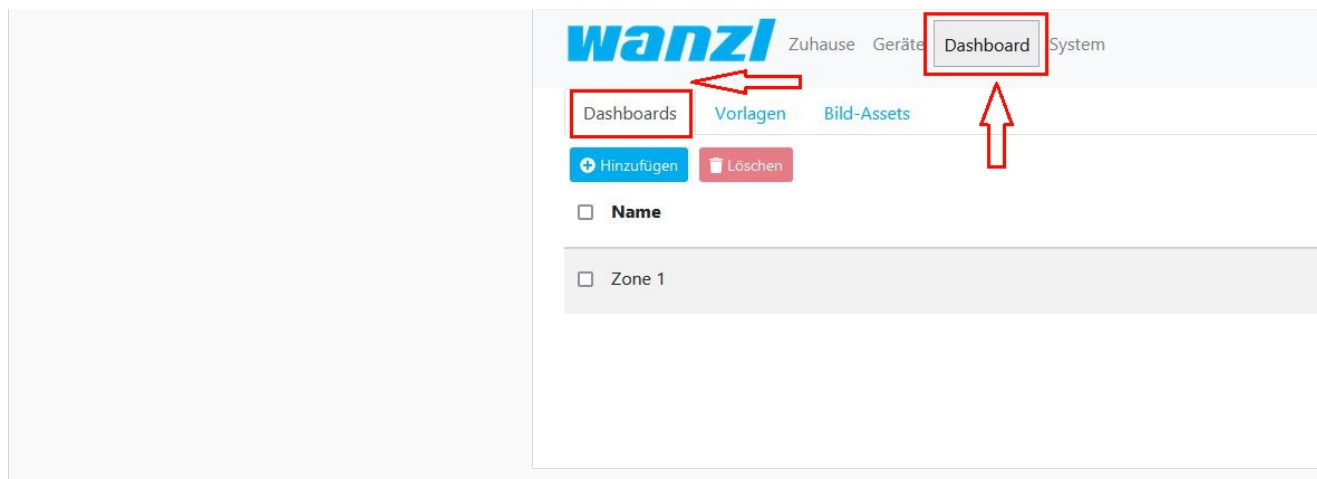 wanzl Zuhause Geräte Dashboard System
Dashboards Vorlagen Bild-Assets
Hinzufügen Löschen
Name
Zone 1